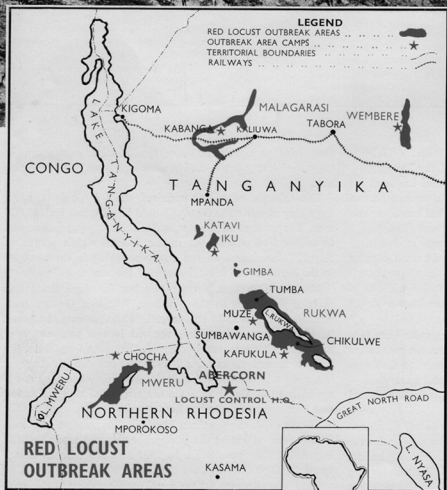 LEGEND
RED LOCUST OUTBREAK AREAS
OUTBREAK AREA CAMPS
TERRITORIAL BOUNDARIES
RAILWAYS
LAKE TANGANYIKA
KIGOMA
MALAGARASI
WEMBERE
KABANGA
KALIUWA
TABORA
CONGO
TANGANYIKA
MPANDA
KATAVI
IKU
GIMBA
TUMBA
MUZE
L. RUKWA
RUKWA
SUMBAWANGA
CHIKULWE
KAFUKULA
CHOCHA
ABERCORN
MWERU
LOCUST CONTROL H.Q.
L. MWERU
NORTHERN RHODESIA
GREAT NORTH ROAD
MPOROKOSO
RED LOCUST
OUTBREAK AREAS
KASAMA
L. NYASA